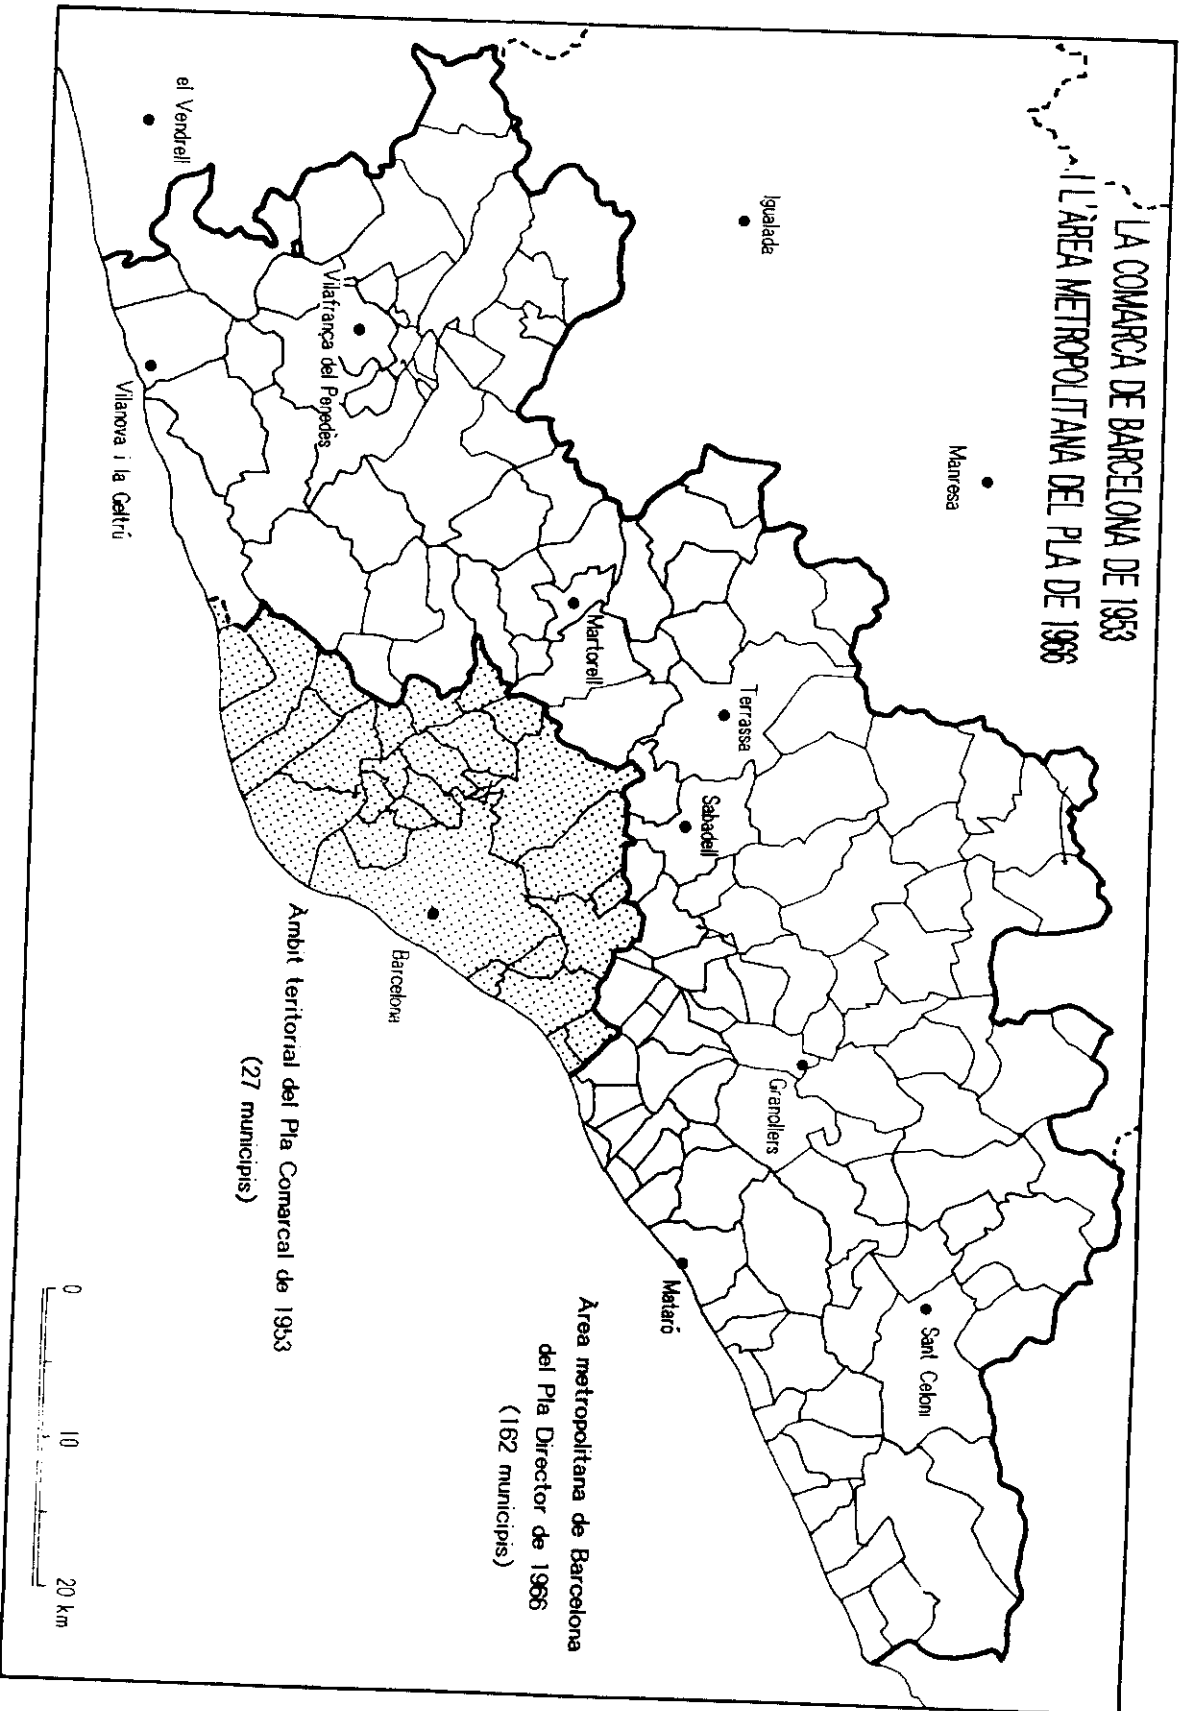 LA COMARCA DE BARCELONA DE 1953
I L'ÀREA METROPOLITANA DEL PLA DE 1966
Manresa
Igualada
Sant Celoni
Granollers
Terrassa
Sabadell
Mataró
Martorell
Vilafrança del Penedès
Barcelona
el Vendrell
Vilanova i la Geltrú
Àrea metropolitana de Barcelona
del Pla Director de 1966
(162 municipis)
Àmbit territorial del Pla Comarcal de 1953
(27 municipis)
0 10 20 km